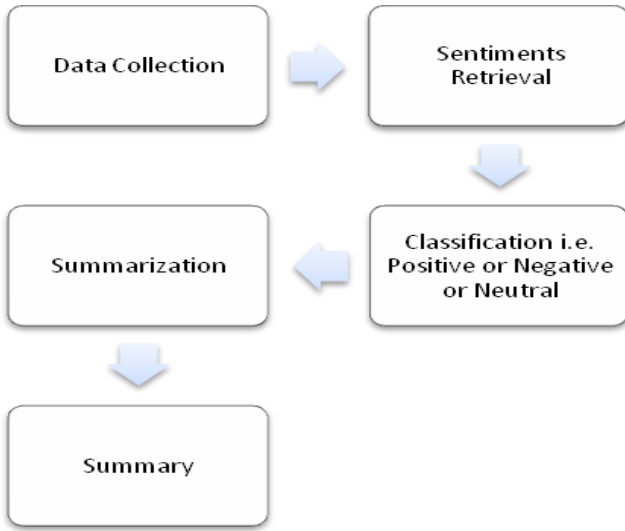 Data Collection
Sentiments
Retrieval
Classification i.e.
Positive or Negative
or Neutral
Summarization
Summary